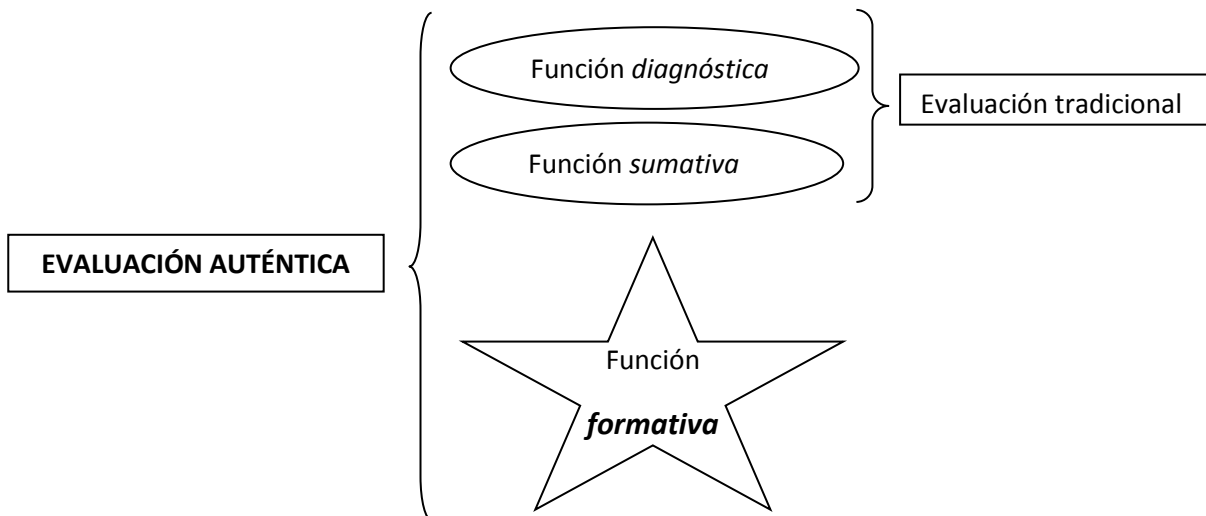 Función diagnóstica
Evaluación tradicional
Función sumativa
EVALUACIÓN AUTÉNTICA
Función
formativa